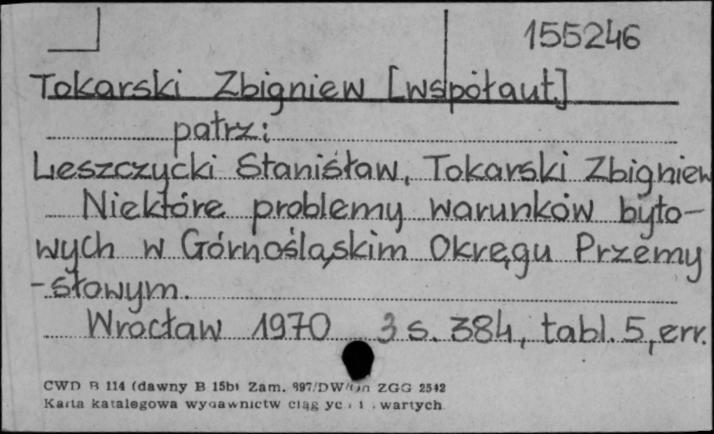 155246
Tokarski Zbigniew [współaut.]
patrz:
Leszczycki Stanisław, Tokarski Zbigniew
Niektóre problemy warunków byto-
wych w Górnośląskim Okręgu Przemy
-słowym.
Wrocław 1970 3 s. 384, tabl. 5, err.
CWD B 114 (dawny B 15b) Zam. 897/DW/ ZGG 2542
Karta katalogowa wydawnictw ciąg wartych